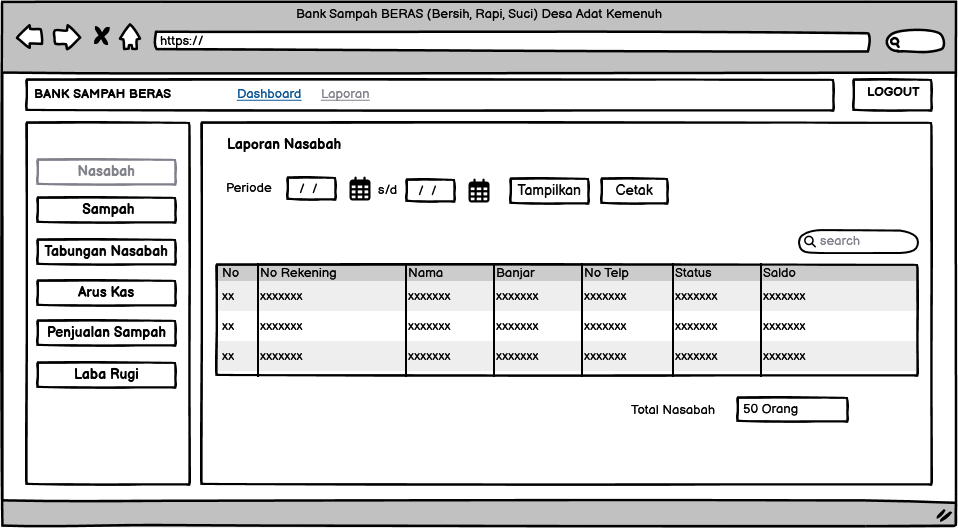 Bank Sampah BERAS (Bersih, Rapi, Suci) Desa Adat Kemenuh
https://
BANK SAMPAH BERAS Dashboard Laporan LOGOUT
Nasabah
Sampah
Tabungan Nasabah
Arus Kas
Penjualan Sampah
Laba Rugi
Laporan Nasabah
Periode / / s/d / / Tampilkan Cetak
search
No No Rekening Nama Banjar No Telp Status Saldo
xx xxxxxxx xxxxxxx xxxxxxx xxxxxxx xxxxxxx xxxxxxx
xx xxxxxxx xxxxxxx xxxxxxx xxxxxxx xxxxxxx xxxxxxx
xx xxxxxxx xxxxxxx xxxxxxx xxxxxxx xxxxxxx xxxxxxx
Total Nasabah 50 Orang